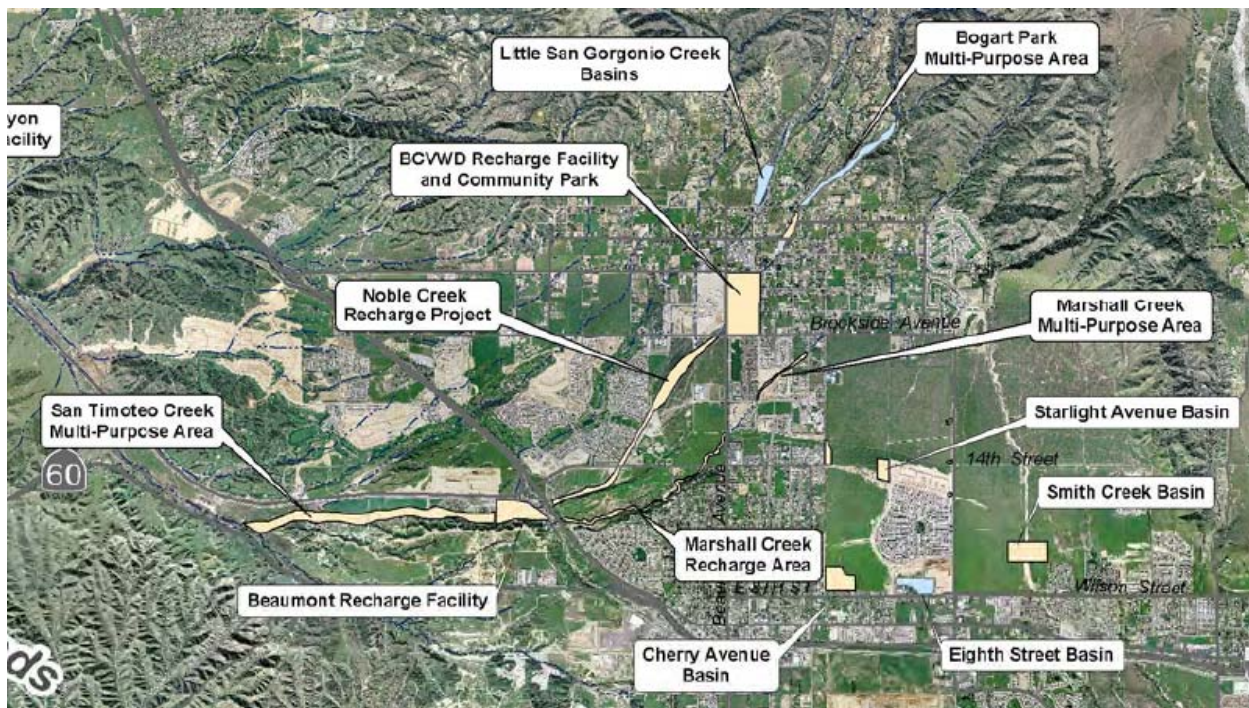 Little San Gorgonio Creek
Basins
Bogart Park
Multi-Purpose Area
yon
acility
BCVWD Recharge Facility
and Community Park
Noble Creek
Recharge Project
Marshall Creek
Multi-Purpose Area
Brookside Avenue
San Timoteo Creek
Multi-Purpose Area
Starlight Avenue Basin
60
14th Street
Smith Creek Basin
Marshall Creek
Recharge Area
Avenue
Wilson Street
Beaumont Recharge Facility
Cherry Avenue
Basin
Eighth Street Basin
ds